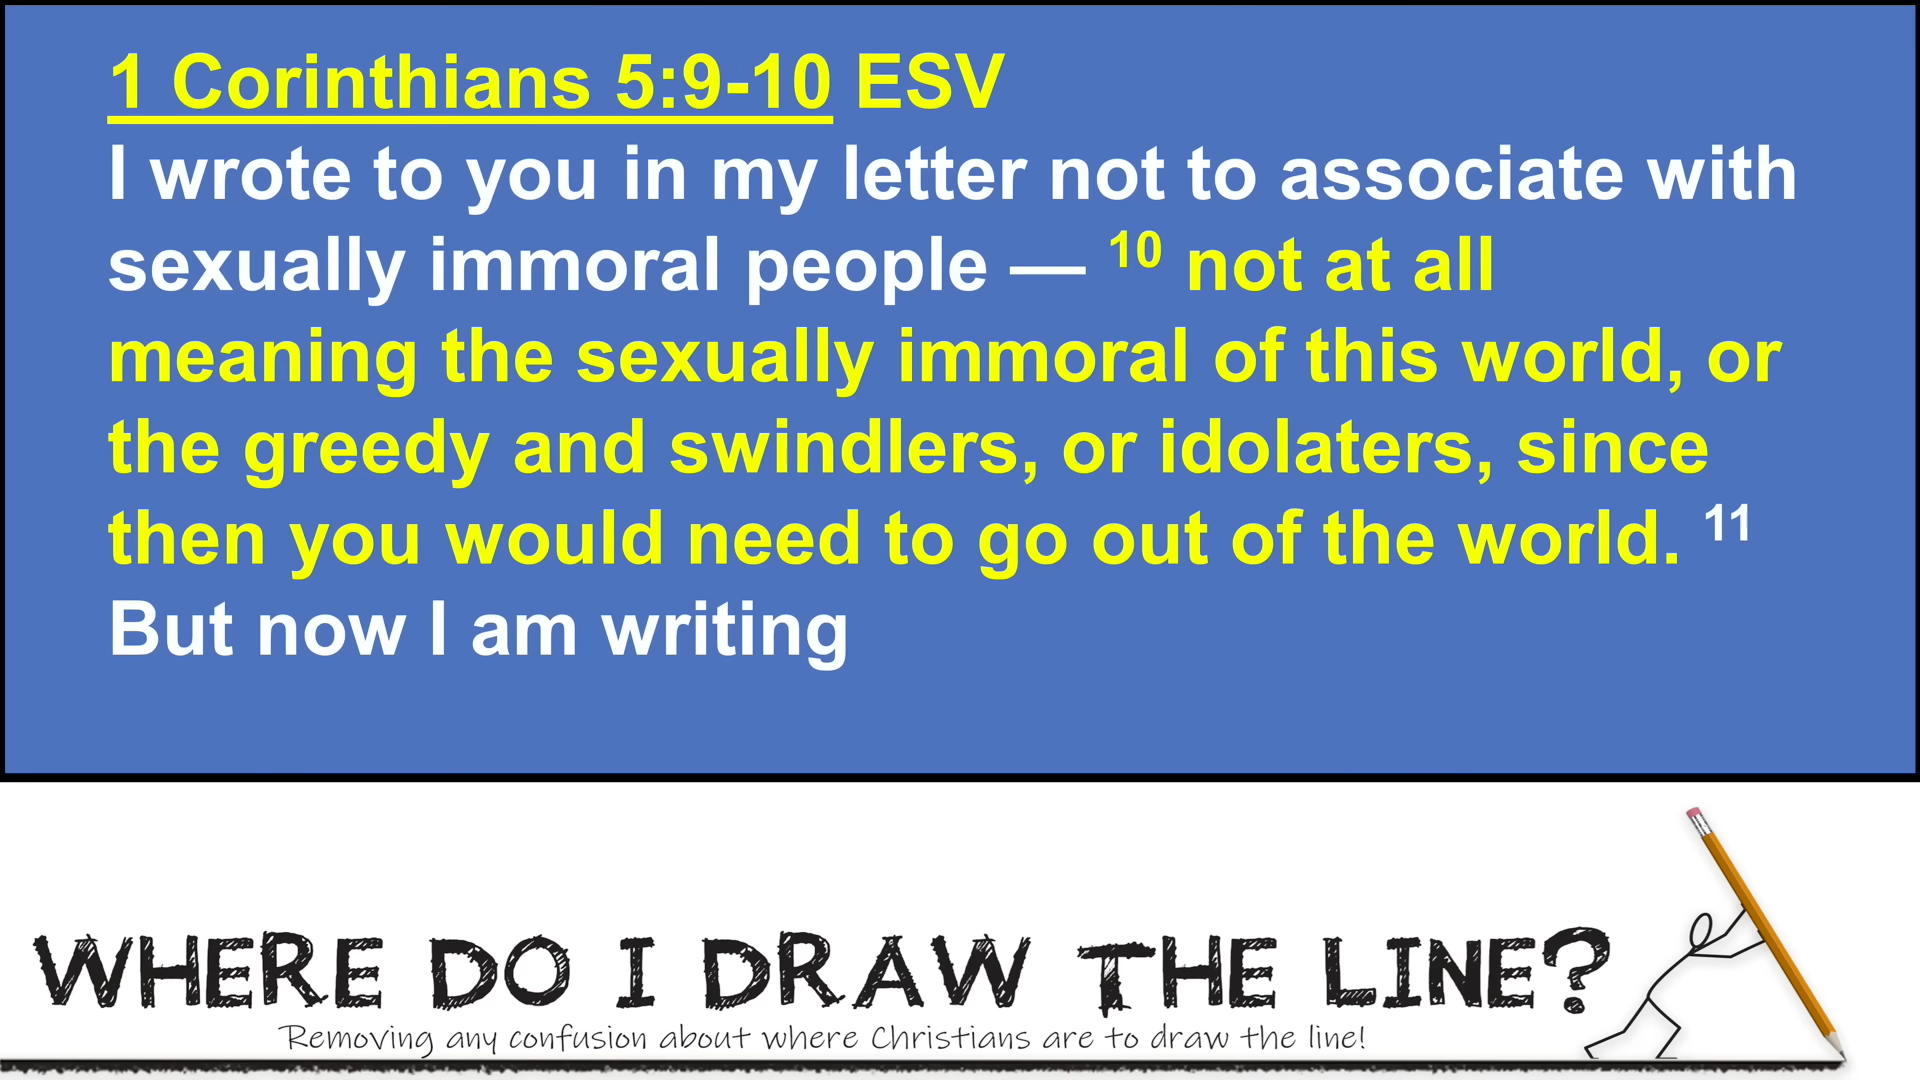 1 Corinthians 5:9-10 ESV
I wrote to you in my letter not to associate with
sexually immoral people — 10 not at all
meaning the sexually immoral of this world, or
the greedy and swindlers, or idolaters, since
then you would need to go out of the world. 11
But now I am writing
WHERE DO I DRAW THE LINE?
Removing any confusion about where Christians are to draw the line!